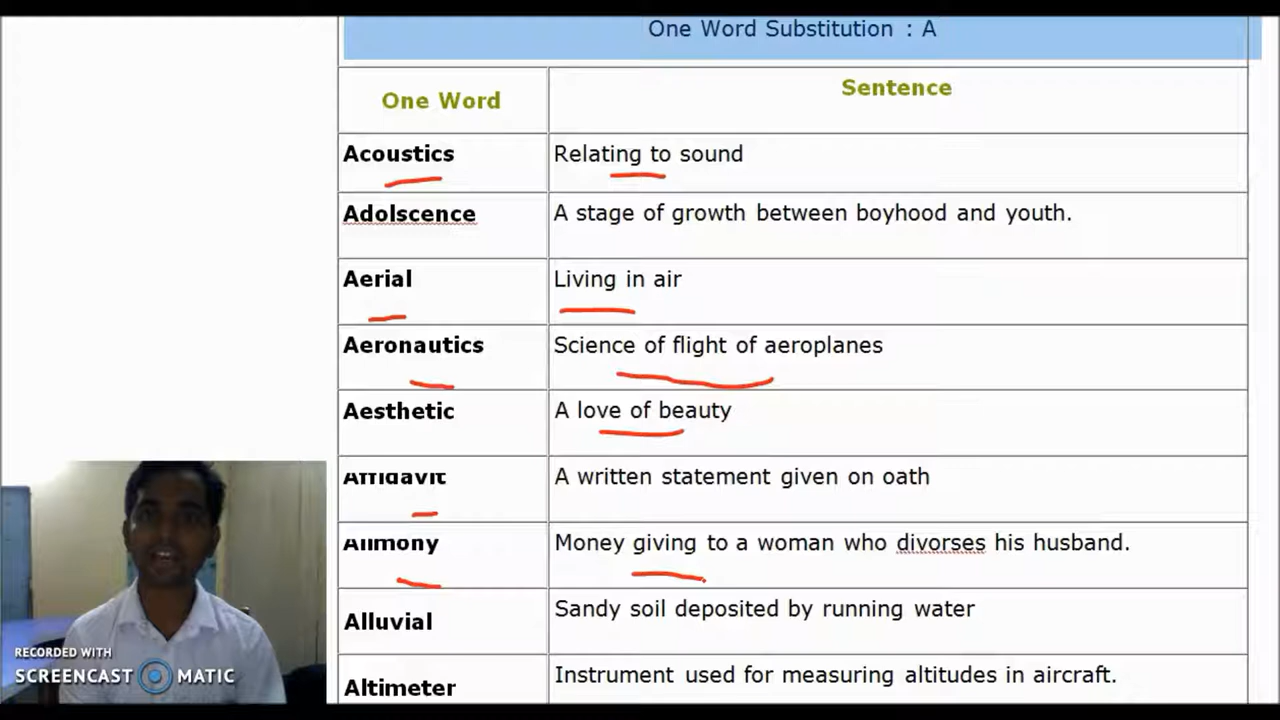 One Word Substitution : A
One Word Sentence
Acoustics Relating to sound
Adolscence A stage of growth between boyhood and youth.
Aerial Living in air
Aeronautics Science of flight of aeroplanes
Aesthetic A love of beauty
Affidavit A written statement given on oath
Alimony Money giving to a woman who divorses his husband.
Alluvial Sandy soil deposited by running water
Altimeter Instrument used for measuring altitudes in aircraft.
RECORDED WITH
SCREENCAST MATIC